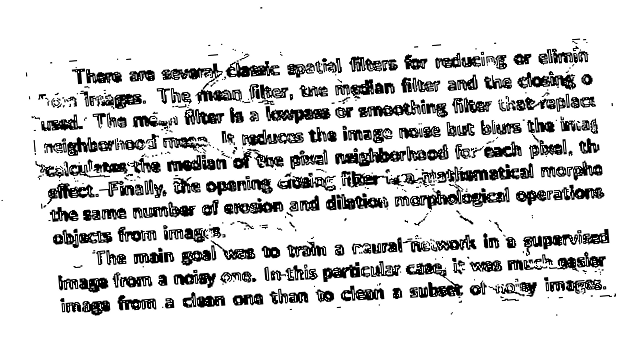 There are several classic spatial filters for reducing or elimin
from images. The mean filter, the median filter and the closing o
used. The mean filter is a lowpass or smoothing filter that replace
neighborhood mean. It reduces the image noise but blurs the imag
calculates the median of the pixel neighborhood for each pixel, th
effect. Finally, the opening closing filter is a mathematical morpho
the same number of erosion and dilation morphological operations
objects from images.
The main goal was to train a neural network in a supervised
image from a noisy one. In this particular case, it was much easier
image from a clean one than to clean a subset of noisy images.